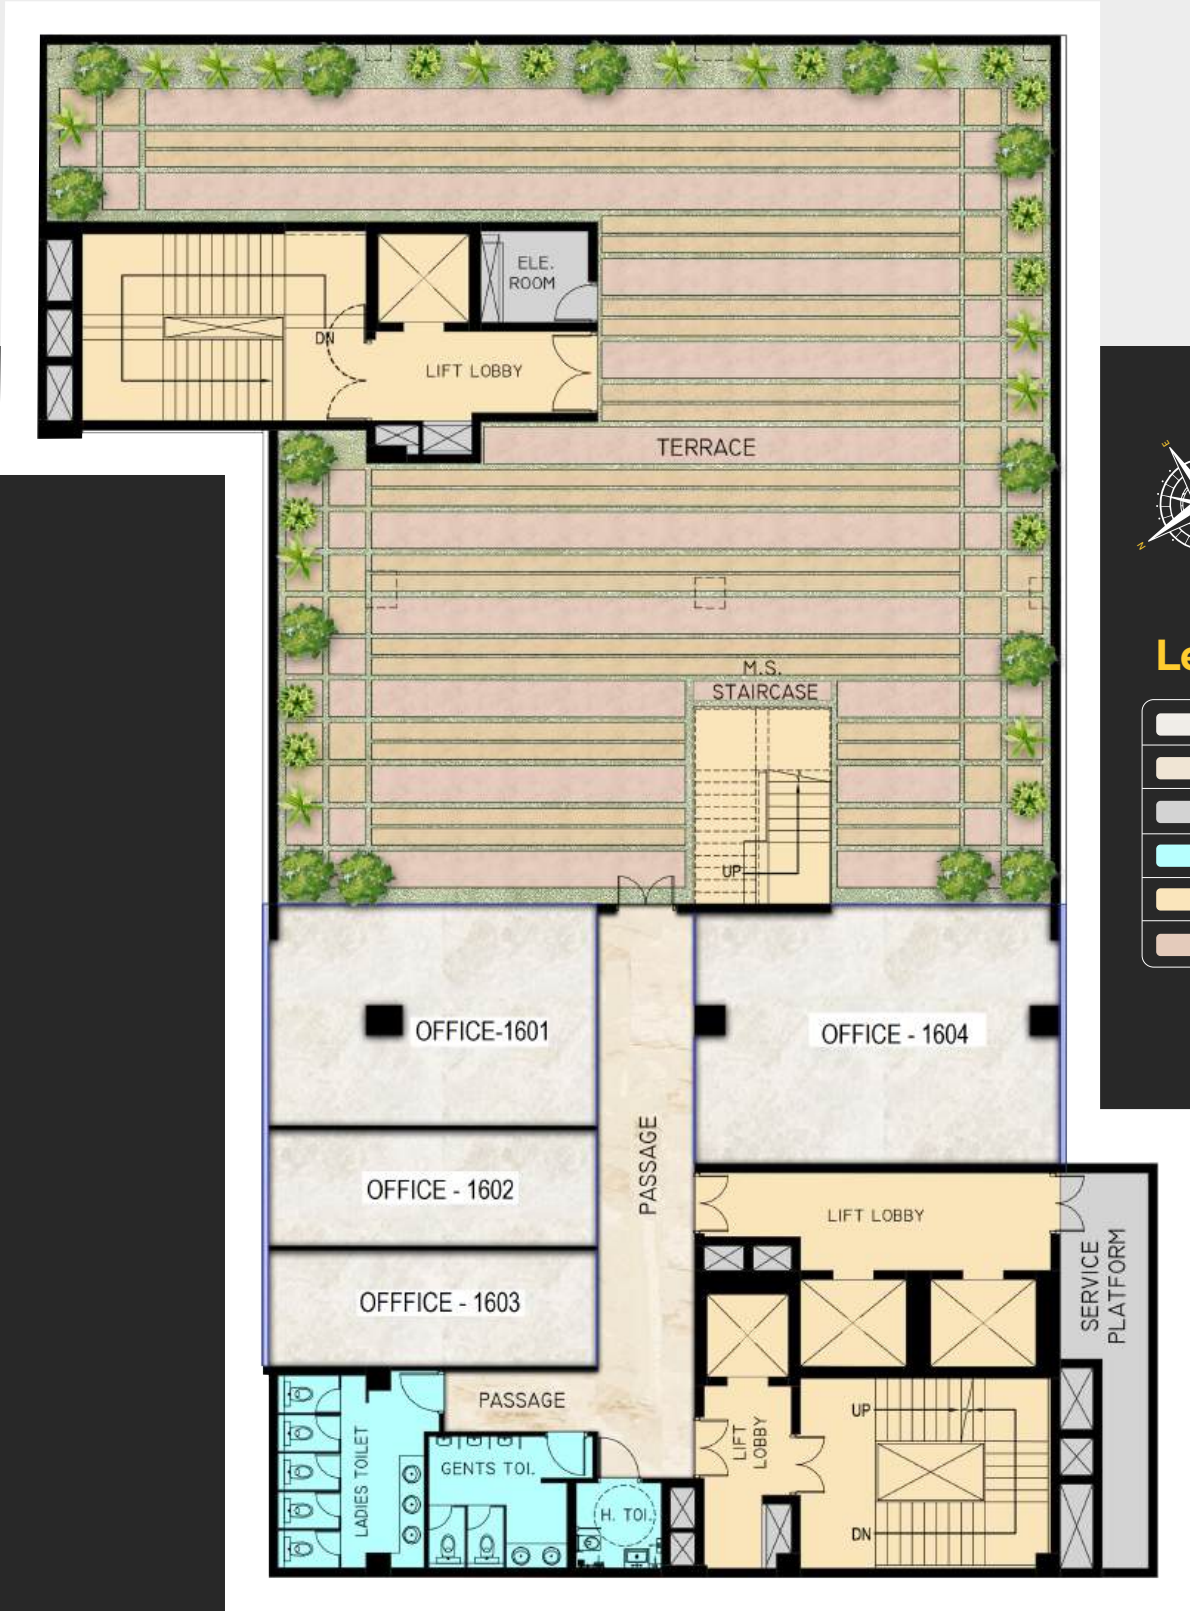 ELE.
ROOM
DN
LIFT LOBBY
TERRACE
E
N
Le
M.S.
STAIRCASE
UP
OFFICE-1601
OFFICE - 1604
PASSAGE
OFFICE - 1602
LIFT LOBBY
SERVICE
PLATFORM
OFFFICE - 1603
PASSAGE
UP
LIFT
LOBBY
LADIES TOILET
GENTS TOI.
H. TOI.
DN